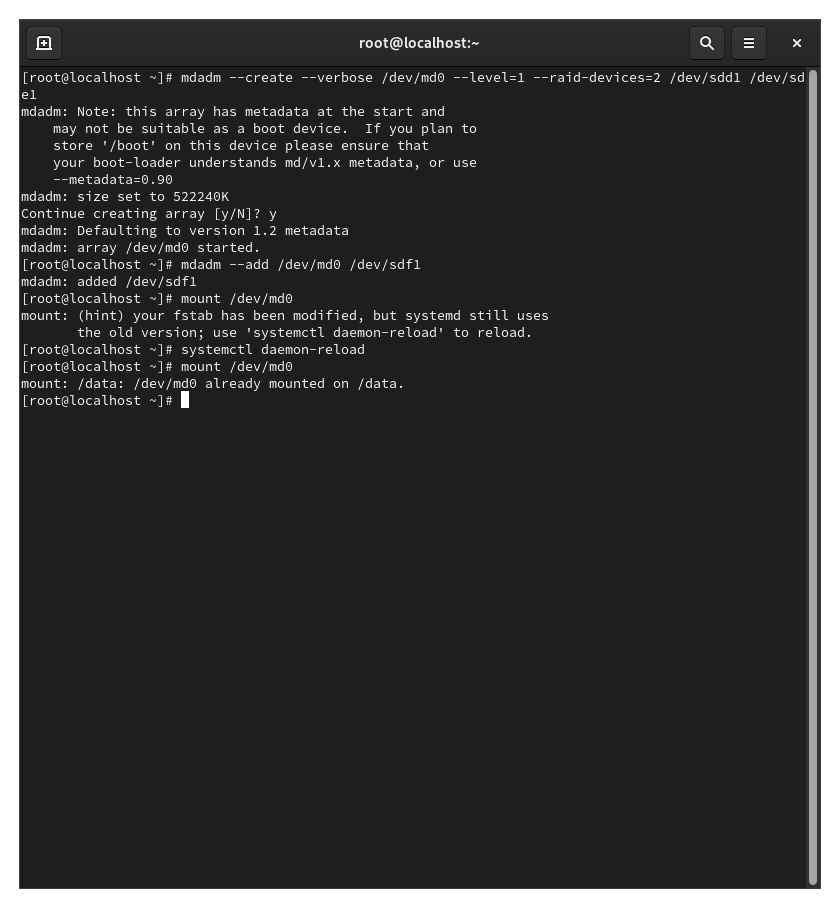 root@localhost:~
[root@localhost ~]# mdadm --create --verbose /dev/md0 --level=1 --raid-devices=2 /dev/sdd1 /dev/sd
e1
mdadm: Note: this array has metadata at the start and
    may not be suitable as a boot device.  If you plan to
    store '/boot' on this device please ensure that
    your boot-loader understands md/v1.x metadata, or use
    --metadata=0.90
mdadm: size set to 522240K
Continue creating array [y/N]? y
mdadm: Defaulting to version 1.2 metadata
mdadm: array /dev/md0 started.
[root@localhost ~]# mdadm --add /dev/md0 /dev/sdf1
mdadm: added /dev/sdf1
[root@localhost ~]# mount /dev/md0
mount: (hint) your fstab has been modified, but systemd still uses
       the old version; use 'systemctl daemon-reload' to reload.
[root@localhost ~]# systemctl daemon-reload
[root@localhost ~]# mount /dev/md0
mount: /data: /dev/md0 already mounted on /data.
[root@localhost ~]#